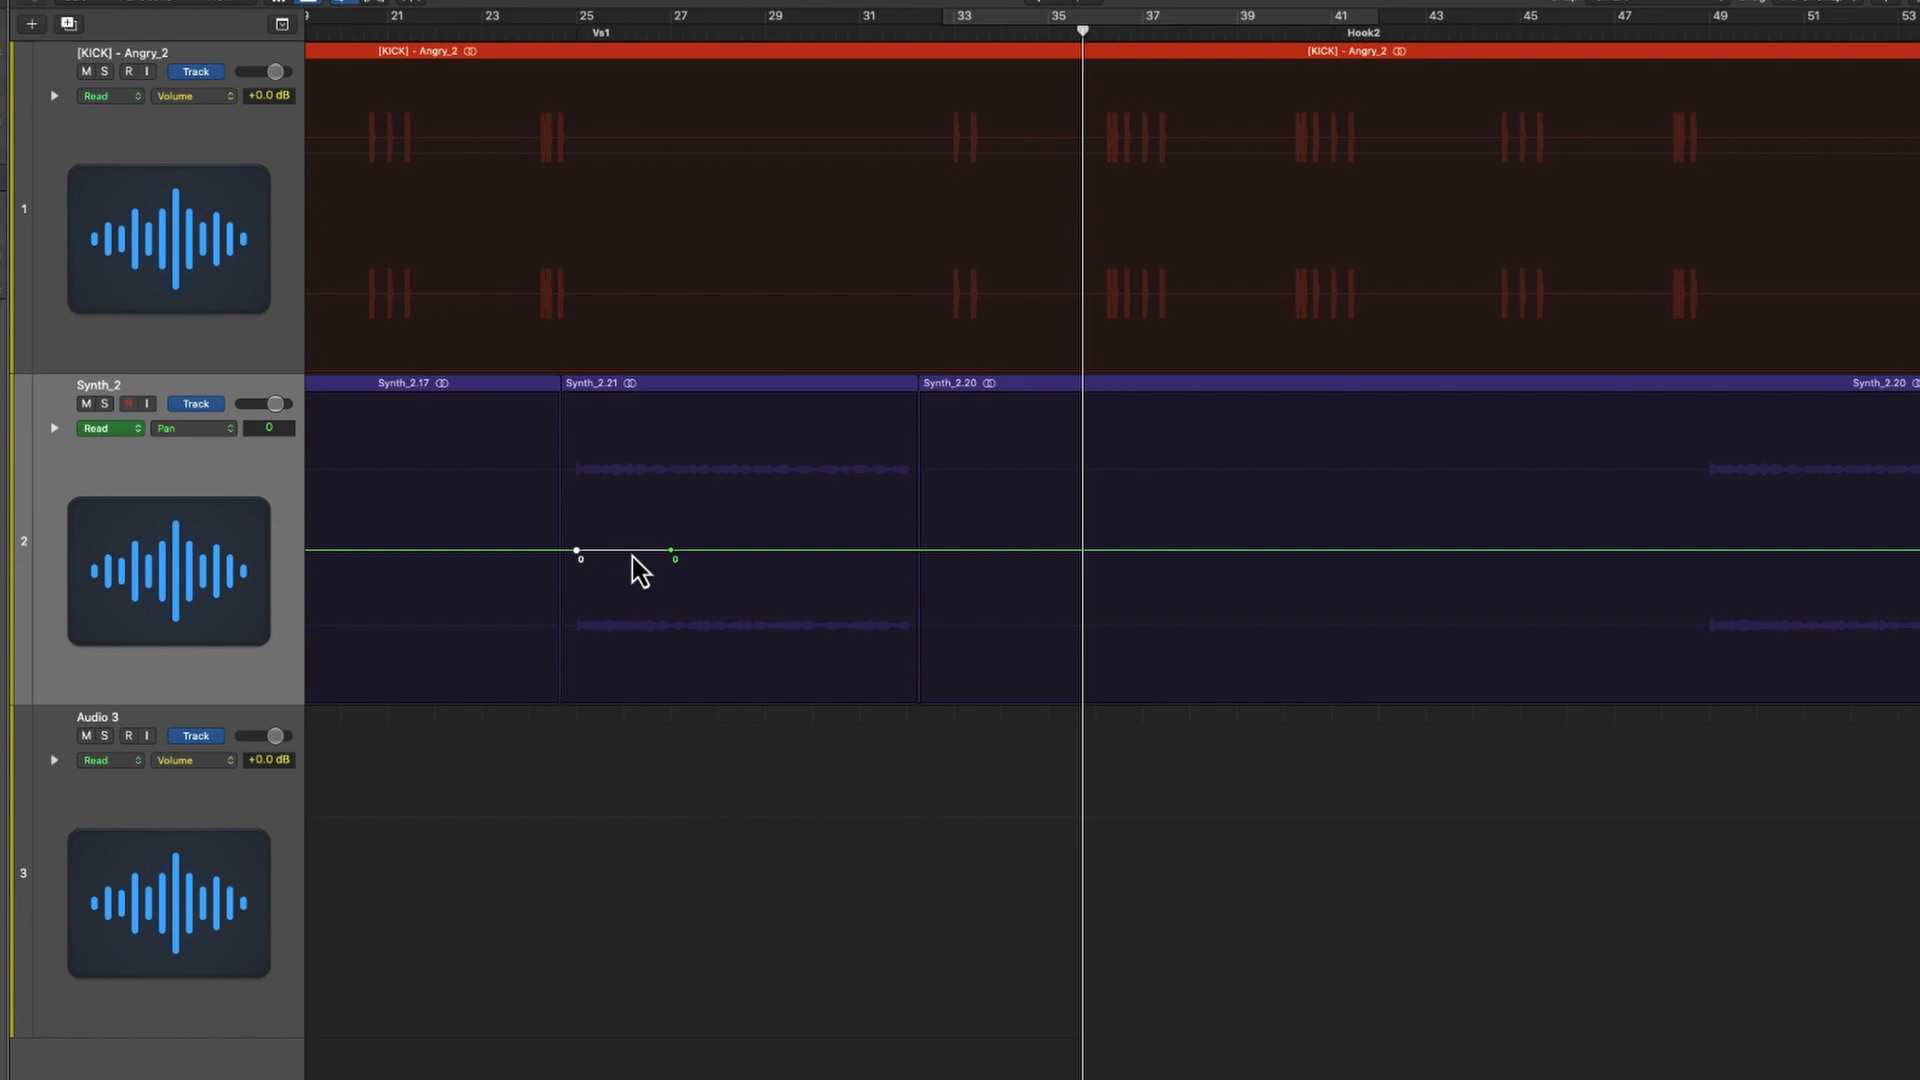 21 23 25 27 29 31 33 35 37 39 41 43 45 47 49 51 53
Vs1 Hook2
[KICK] - Angry_2
M S R I Track
Read Volume +0.0 dB
1
[KICK] - Angry_2 [KICK] - Angry_2
Synth_2
M S R I Track
Read Pan 0
2
Synth_2.17 Synth_2.21 Synth_2.20 Synth_2.20
0 0
Audio 3
M S R I Track
Read Volume +0.0 dB
3